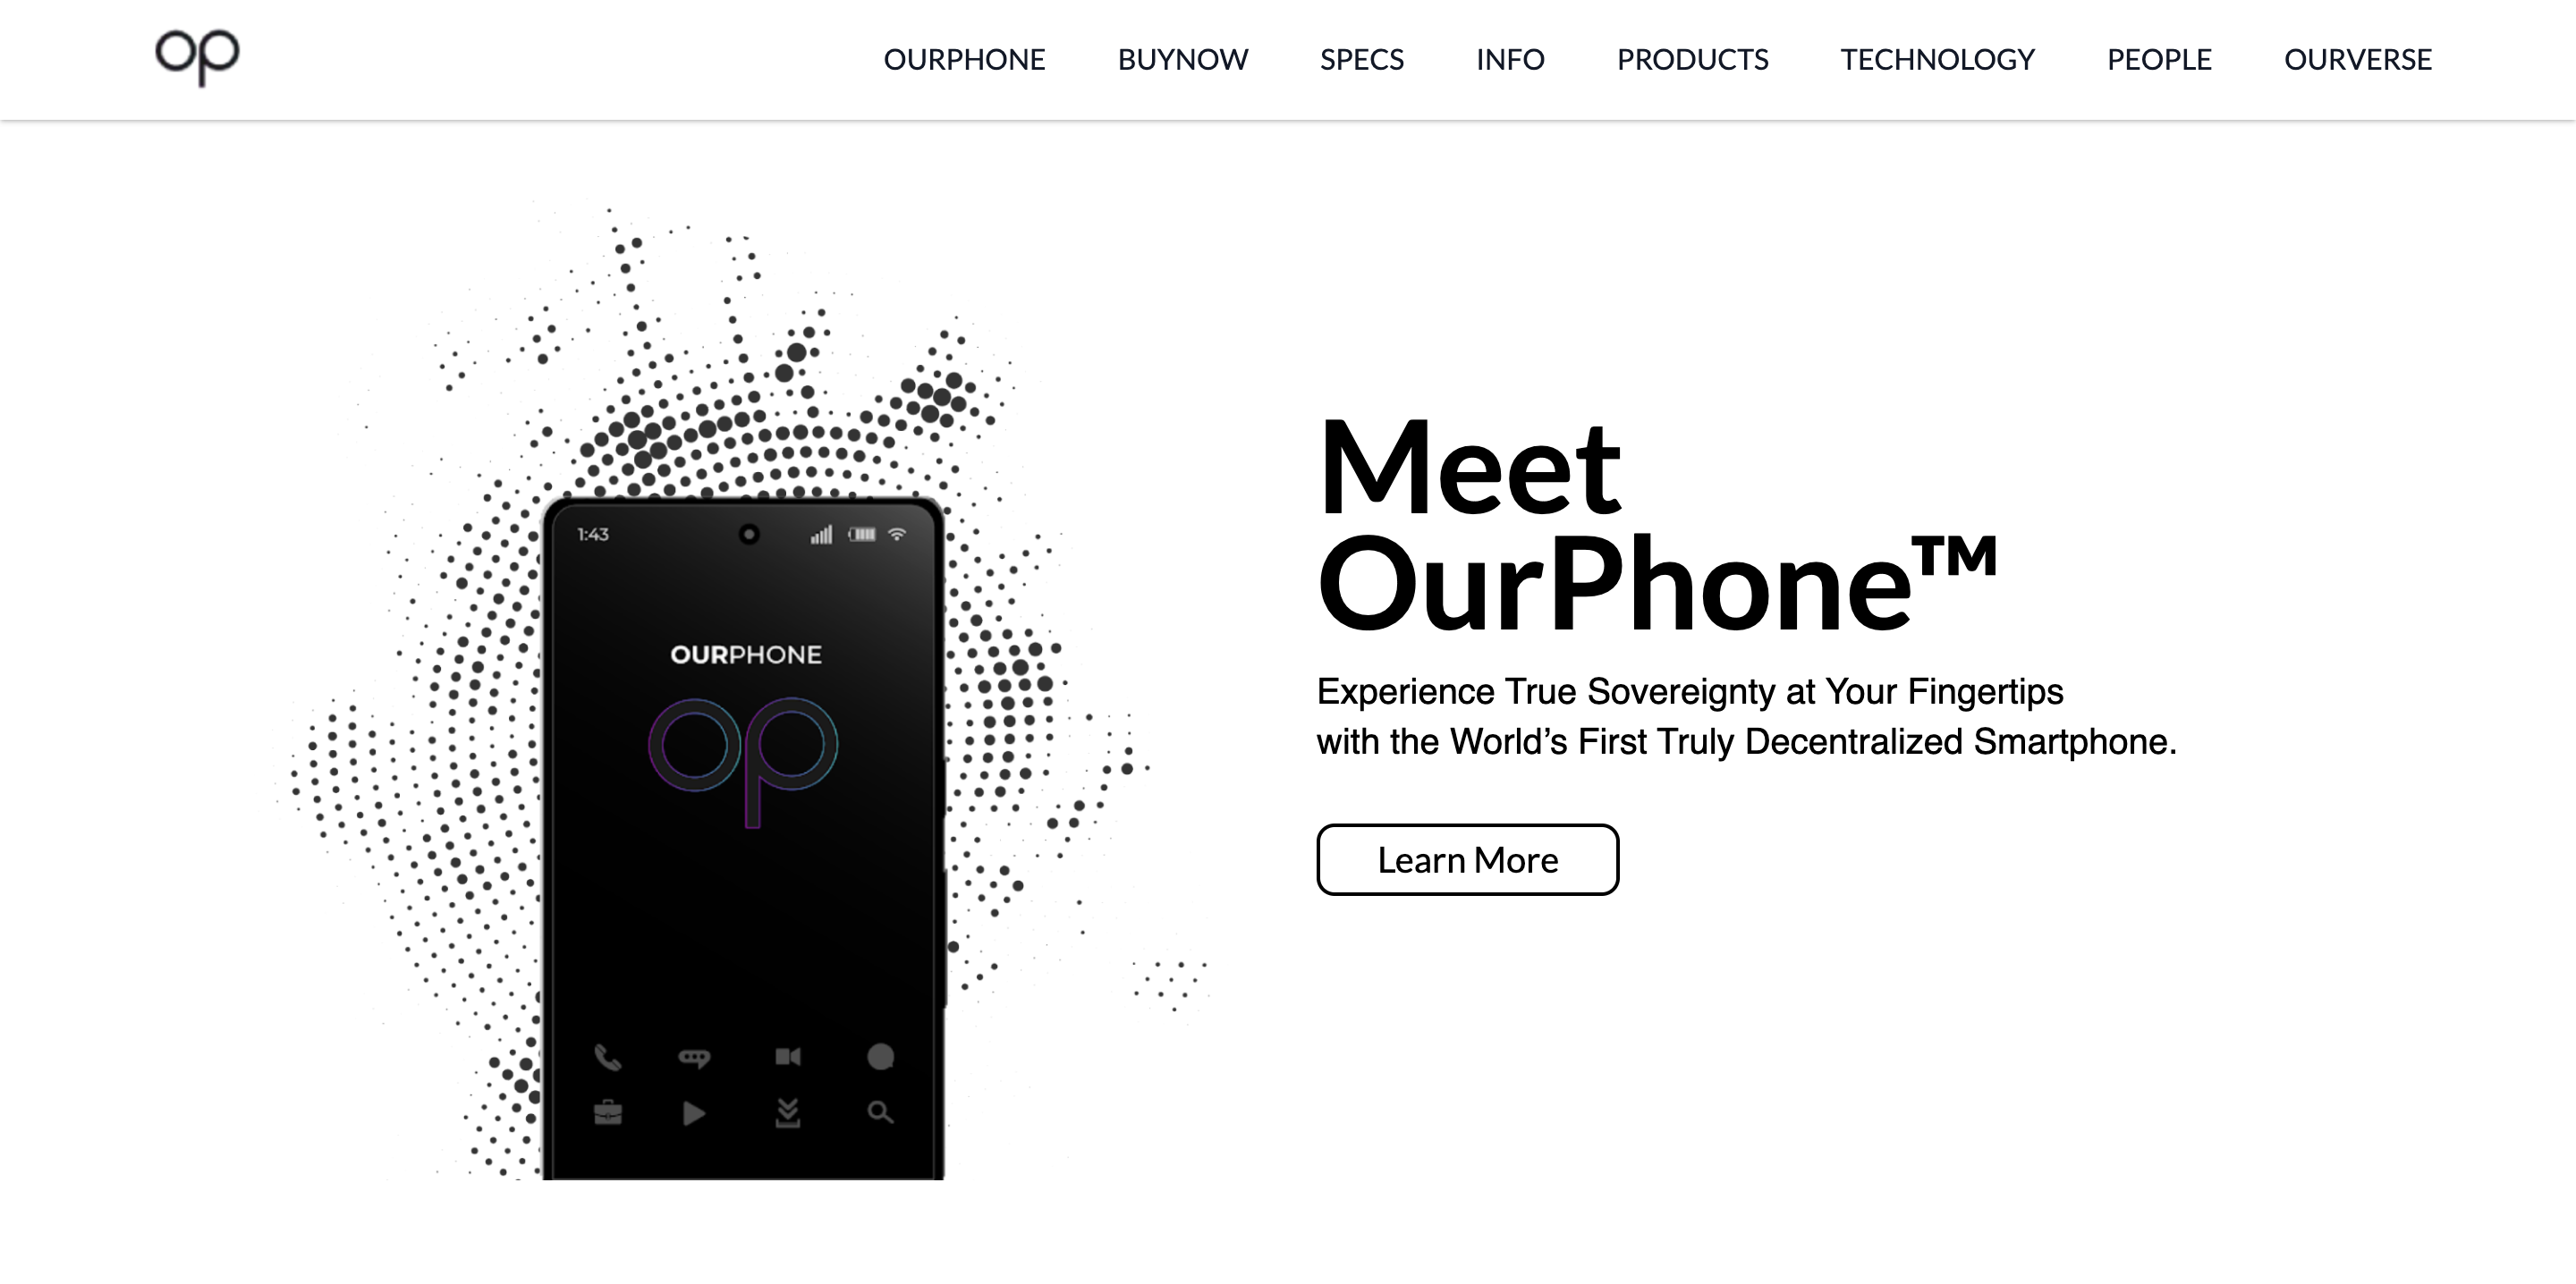 op
OURPHONE BUYNOW SPECS INFO PRODUCTS TECHNOLOGY PEOPLE OURVERSE
1:43
OURPHONE
op
Meet
OurPhone™
Experience True Sovereignty at Your Fingertips
with the World’s First Truly Decentralized Smartphone.
Learn More